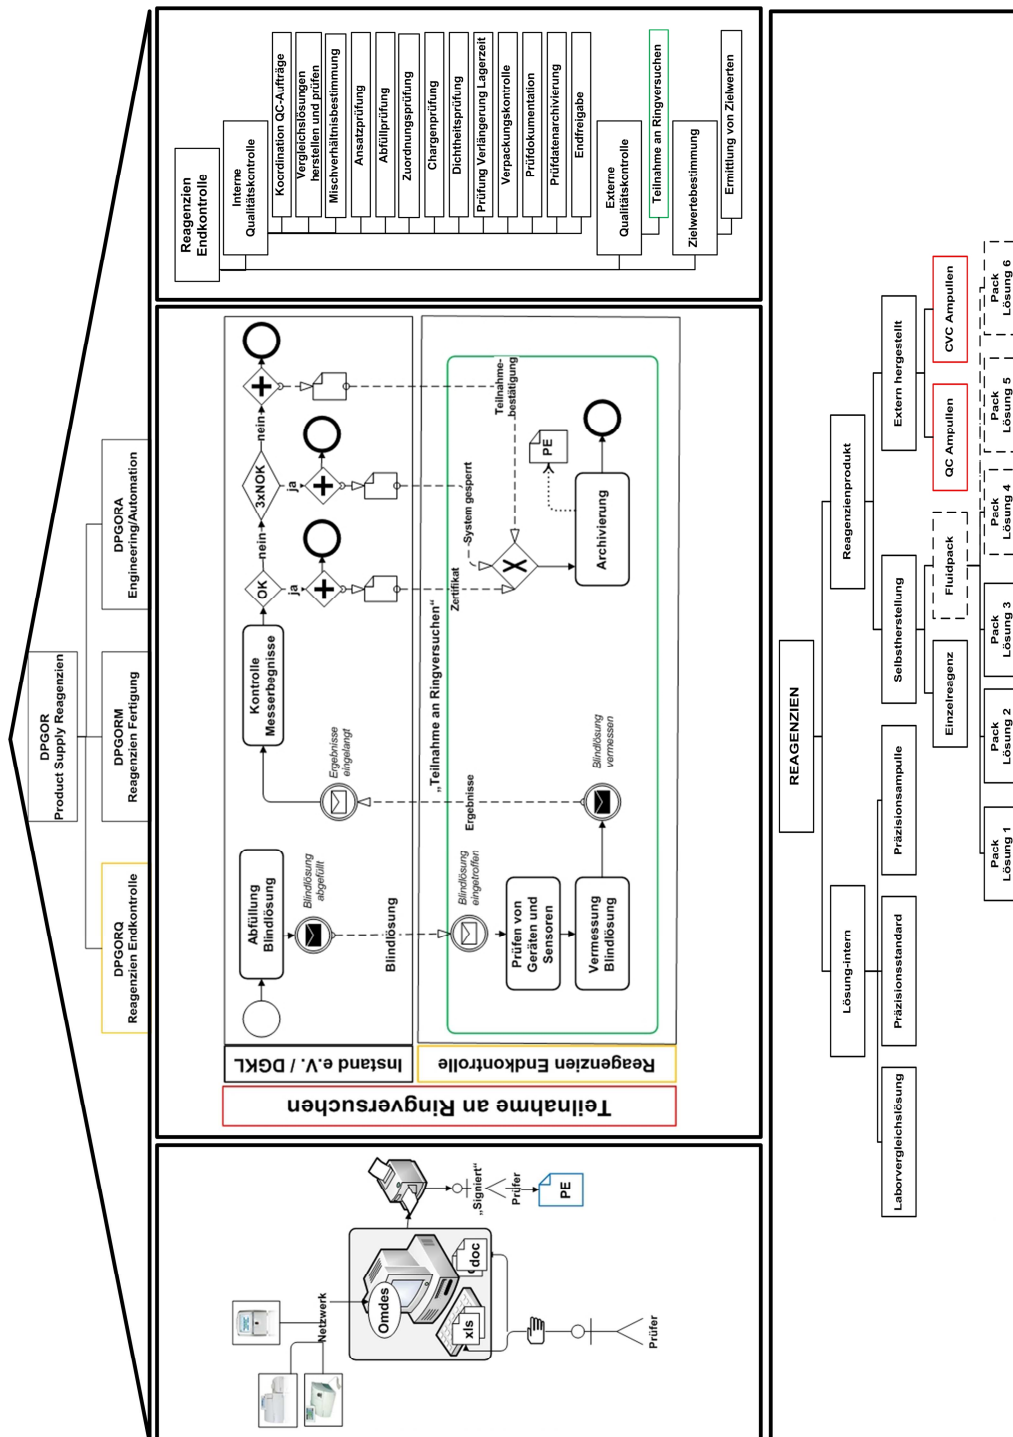 DPGOR
Product Supply Reagenzien
DPGORQ
Reagenzien Endkontrolle
DPGORM
Reagenzien Fertigung
DPGORA
Engineering/Automation
Netzwerk
Omdes
xls
doc
Prüfer
„Signiert“
Prüfer
PE
Teilnahme an Ringversuchen
Instand e.V. / DGKL
Reagenzien Endkontrolle
Abfüllung
Blindlösung
Blindlösung
abgefüllt
Blindlösung
Blindlösung
eingetroffen
Prüfen von
Geräten und
Sensoren
Vermessung
Blindlösung
Blindlösung
vermessen
Ergebnisse
Ergebnisse
eingelangt
Kontrolle
Messerbegnisse
„Teilnahme an Ringversuchen“
OK
ja
nein
3xNOK
ja
nein
Zertifikat
System gesperrt
Teilnahme-
bestätigung
X
Archivierung
PE
Reagenzien
Endkontrolle
Interne
Qualitätskontrolle
Koordination QC-Aufträge
Vergleichslösungen
herstellen und prüfen
Mischverhältnisbestimmung
Ansatzprüfung
Abfüllprüfung
Zuordnungsprüfung
Chargenprüfung
Dichtheitsprüfung
Prüfung Verlängerung Lagerzeit
Verpackungskontrolle
Prüfdokumentation
Prüfdatenarchivierung
Endfreigabe
Externe
Qualitätskontrolle
Teilnahme an Ringversuchen
Zielwertebestimmung
Ermittlung von Zielwerten
REAGENZIEN
Lösung-intern
Reagenzienprodukt
Laborvergleichslösung
Präzisionsstandard
Präzisionsampulle
Selbstherstellung
Extern hergestellt
Einzelreagenz
Fluidpack
QC Ampullen
CVC Ampullen
Pack
Lösung 1
Pack
Lösung 2
Pack
Lösung 3
Pack
Lösung 4
Pack
Lösung 5
Pack
Lösung 6